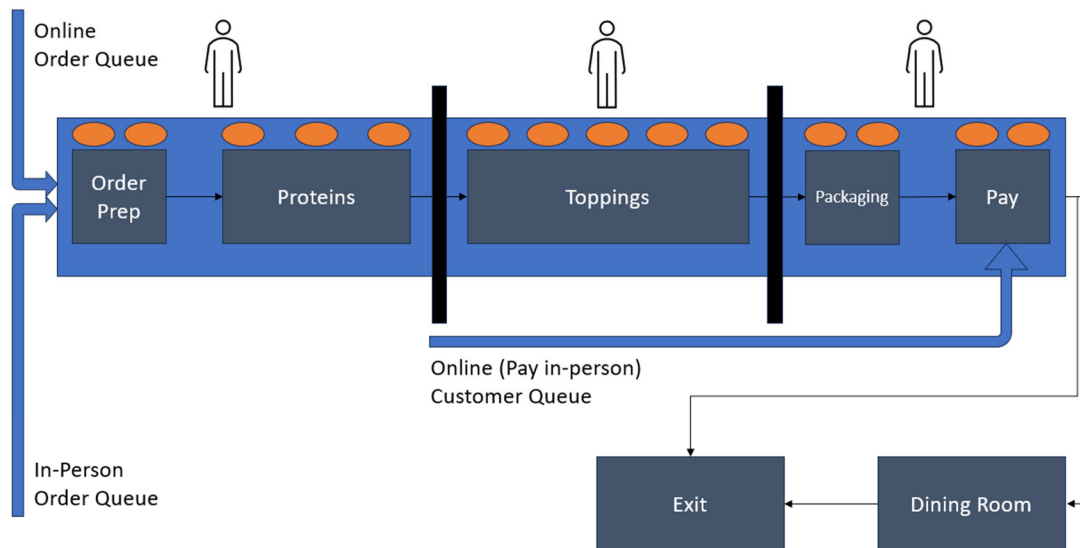 Online
Order Queue
Order
Prep
Proteins
Toppings
Packaging
Pay
Online (Pay in-person)
Customer Queue
In-Person
Order Queue
Exit
Dining Room